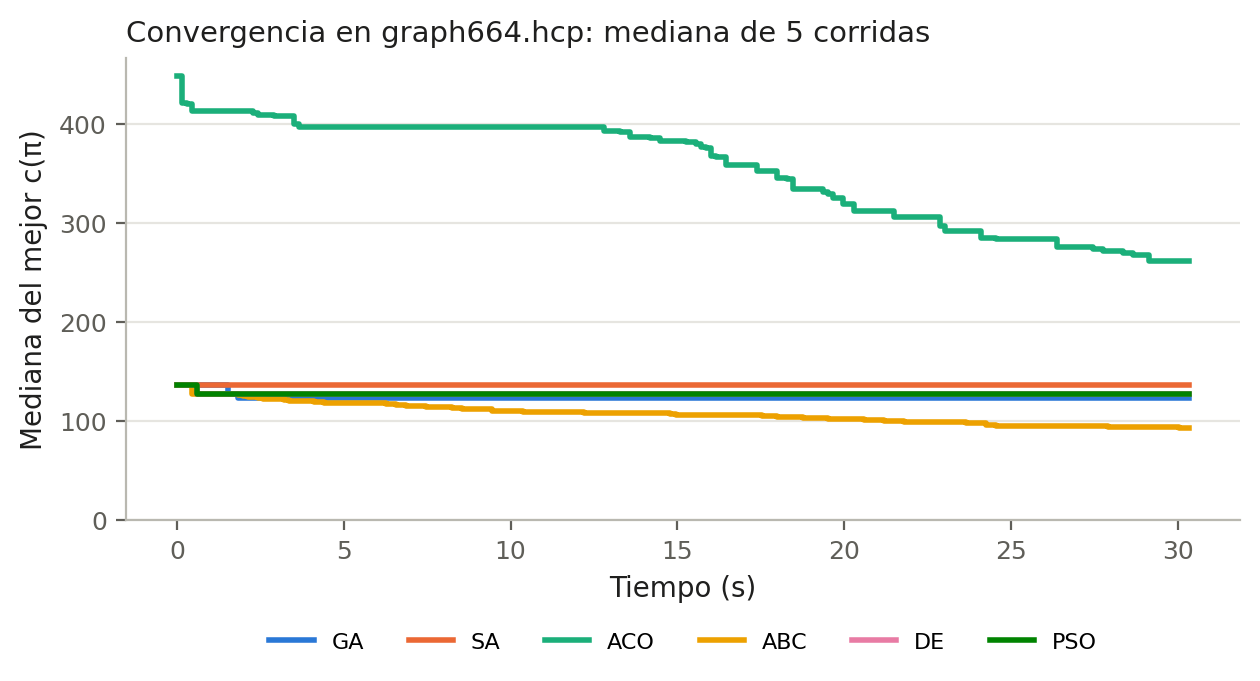 Convergencia en graph664.hcp: mediana de 5 corridas
Mediana del mejor c(π)
400
300
200
100
0
0 5 10 15 20 25 30
Tiempo (s)
GA SA ACO ABC DE PSO